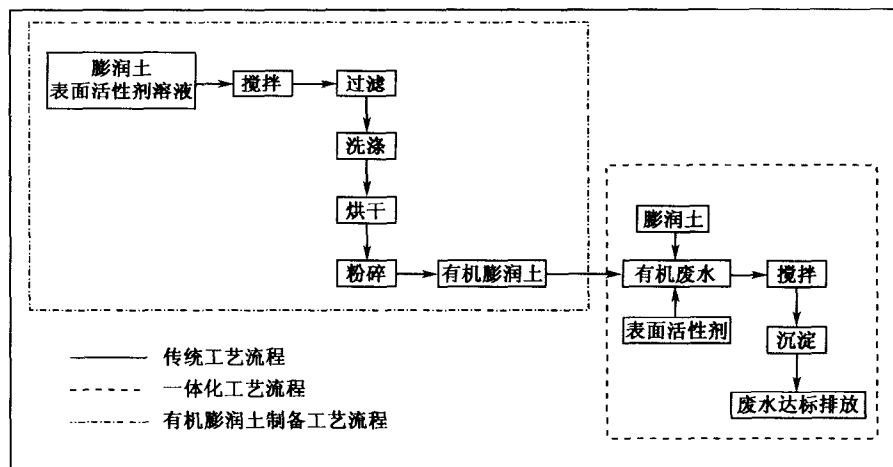 膨润土
表面活性剂溶液
搅拌
过滤
洗涤
烘干
粉碎
有机膨润土
膨润土
有机废水
搅拌
表面活性剂
沉淀
废水达标排放
传统工艺流程
一体化工艺流程
有机膨润土制备工艺流程